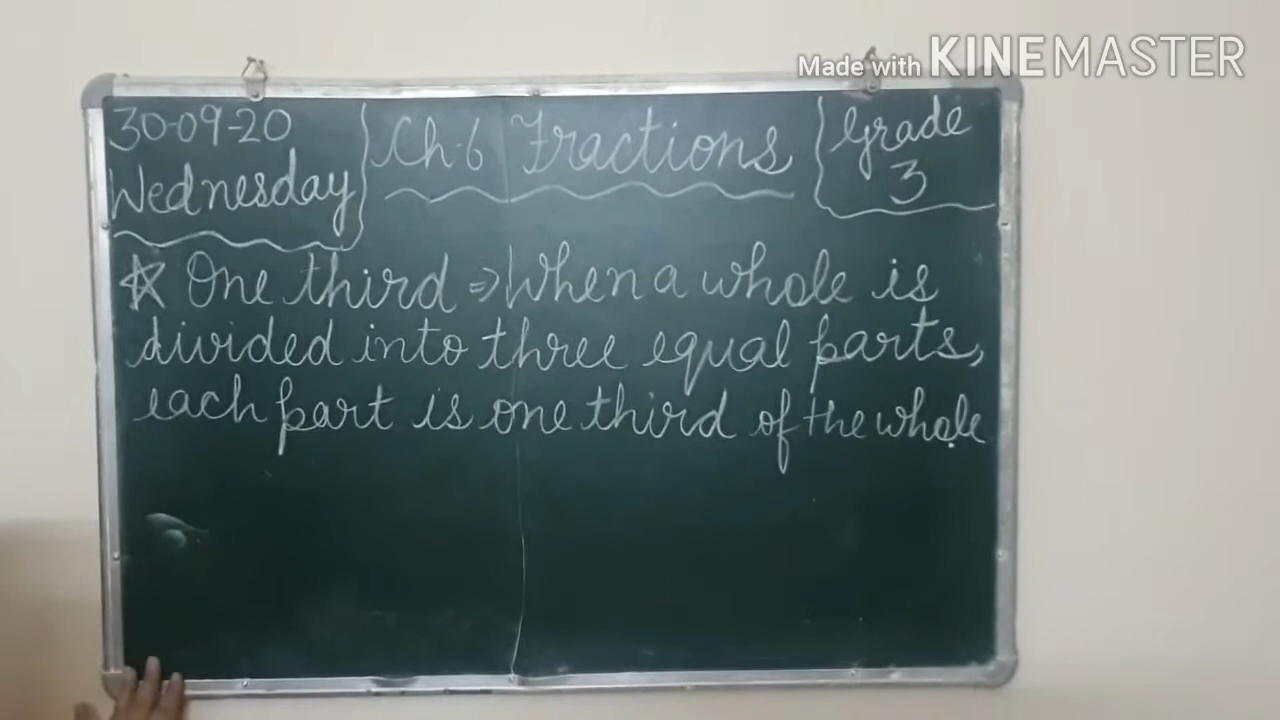 Made with KINEMASTER
30-09-20
Wednesday
Ch-6 Fractions
Grade
3
One third ⇒ When a whole is
divided into three equal parts,
each part is one third of the whole.